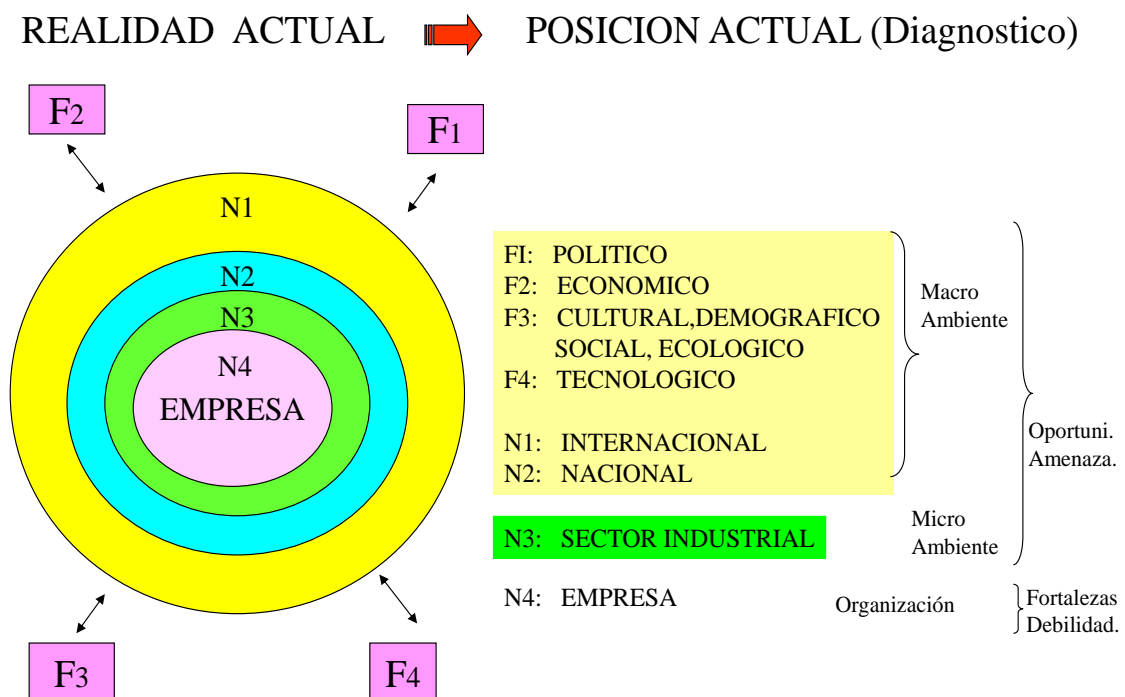 REALIDAD ACTUAL POSICION ACTUAL (Diagnostico)
F2
F1
N1
N2
N3
N4
EMPRESA
F3
F4
FI: POLITICO
F2: ECONOMICO
F3: CULTURAL,DEMOGRAFICO
SOCIAL, ECOLOGICO
F4: TECNOLOGICO
N1: INTERNACIONAL
N2: NACIONAL
Macro
Ambiente
N3: SECTOR INDUSTRIAL
Micro
Ambiente
Oportuni.
Amenaza.
N4: EMPRESA
Organización
Fortalezas
Debilidad.